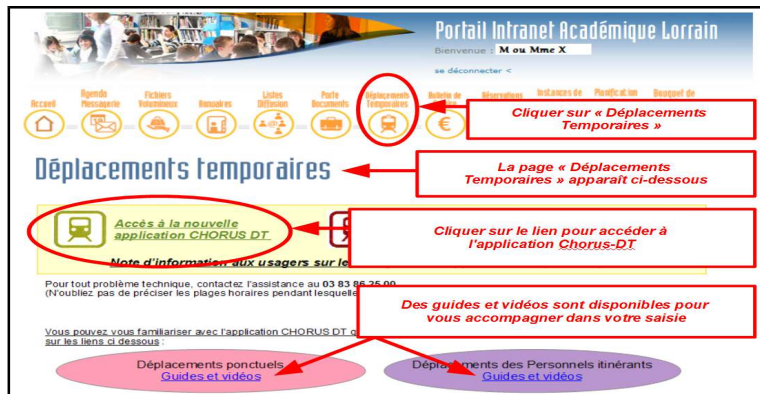 Portail Intranet Académique Lorrain
Bienvenue : M ou Mme X
se déconnecter <
Accueil
Agenda Messagerie
Fichiers Volumineux
Annuaires
Listes Diffusion
Porte Documents
Déplacements Temporaires
Bulletin de
Réservations
Instances de
Planification
Bouquet de
Cliquer sur « Déplacements
Temporaires »
Déplacements temporaires
La page « Déplacements
Temporaires » apparaît ci-dessous
Accès à la nouvelle
application CHORUS DT
Cliquer sur le lien pour accéder à
l'application Chorus-DT
Note d'information aux usagers sur le
Pour tout problème technique, contactez l'assistance au 03 83 86 25 00
(N'oubliez pas de préciser les plages horaires pendant lesquelle
Des guides et vidéos sont disponibles pour
vous accompagner dans votre saisie
Vous pouvez vous familiariser avec l'application CHORUS DT
sur les liens ci dessous :
Déplacements ponctuels
Guides et vidéos
Déplacements des Personnels itinérants
Guides et vidéos